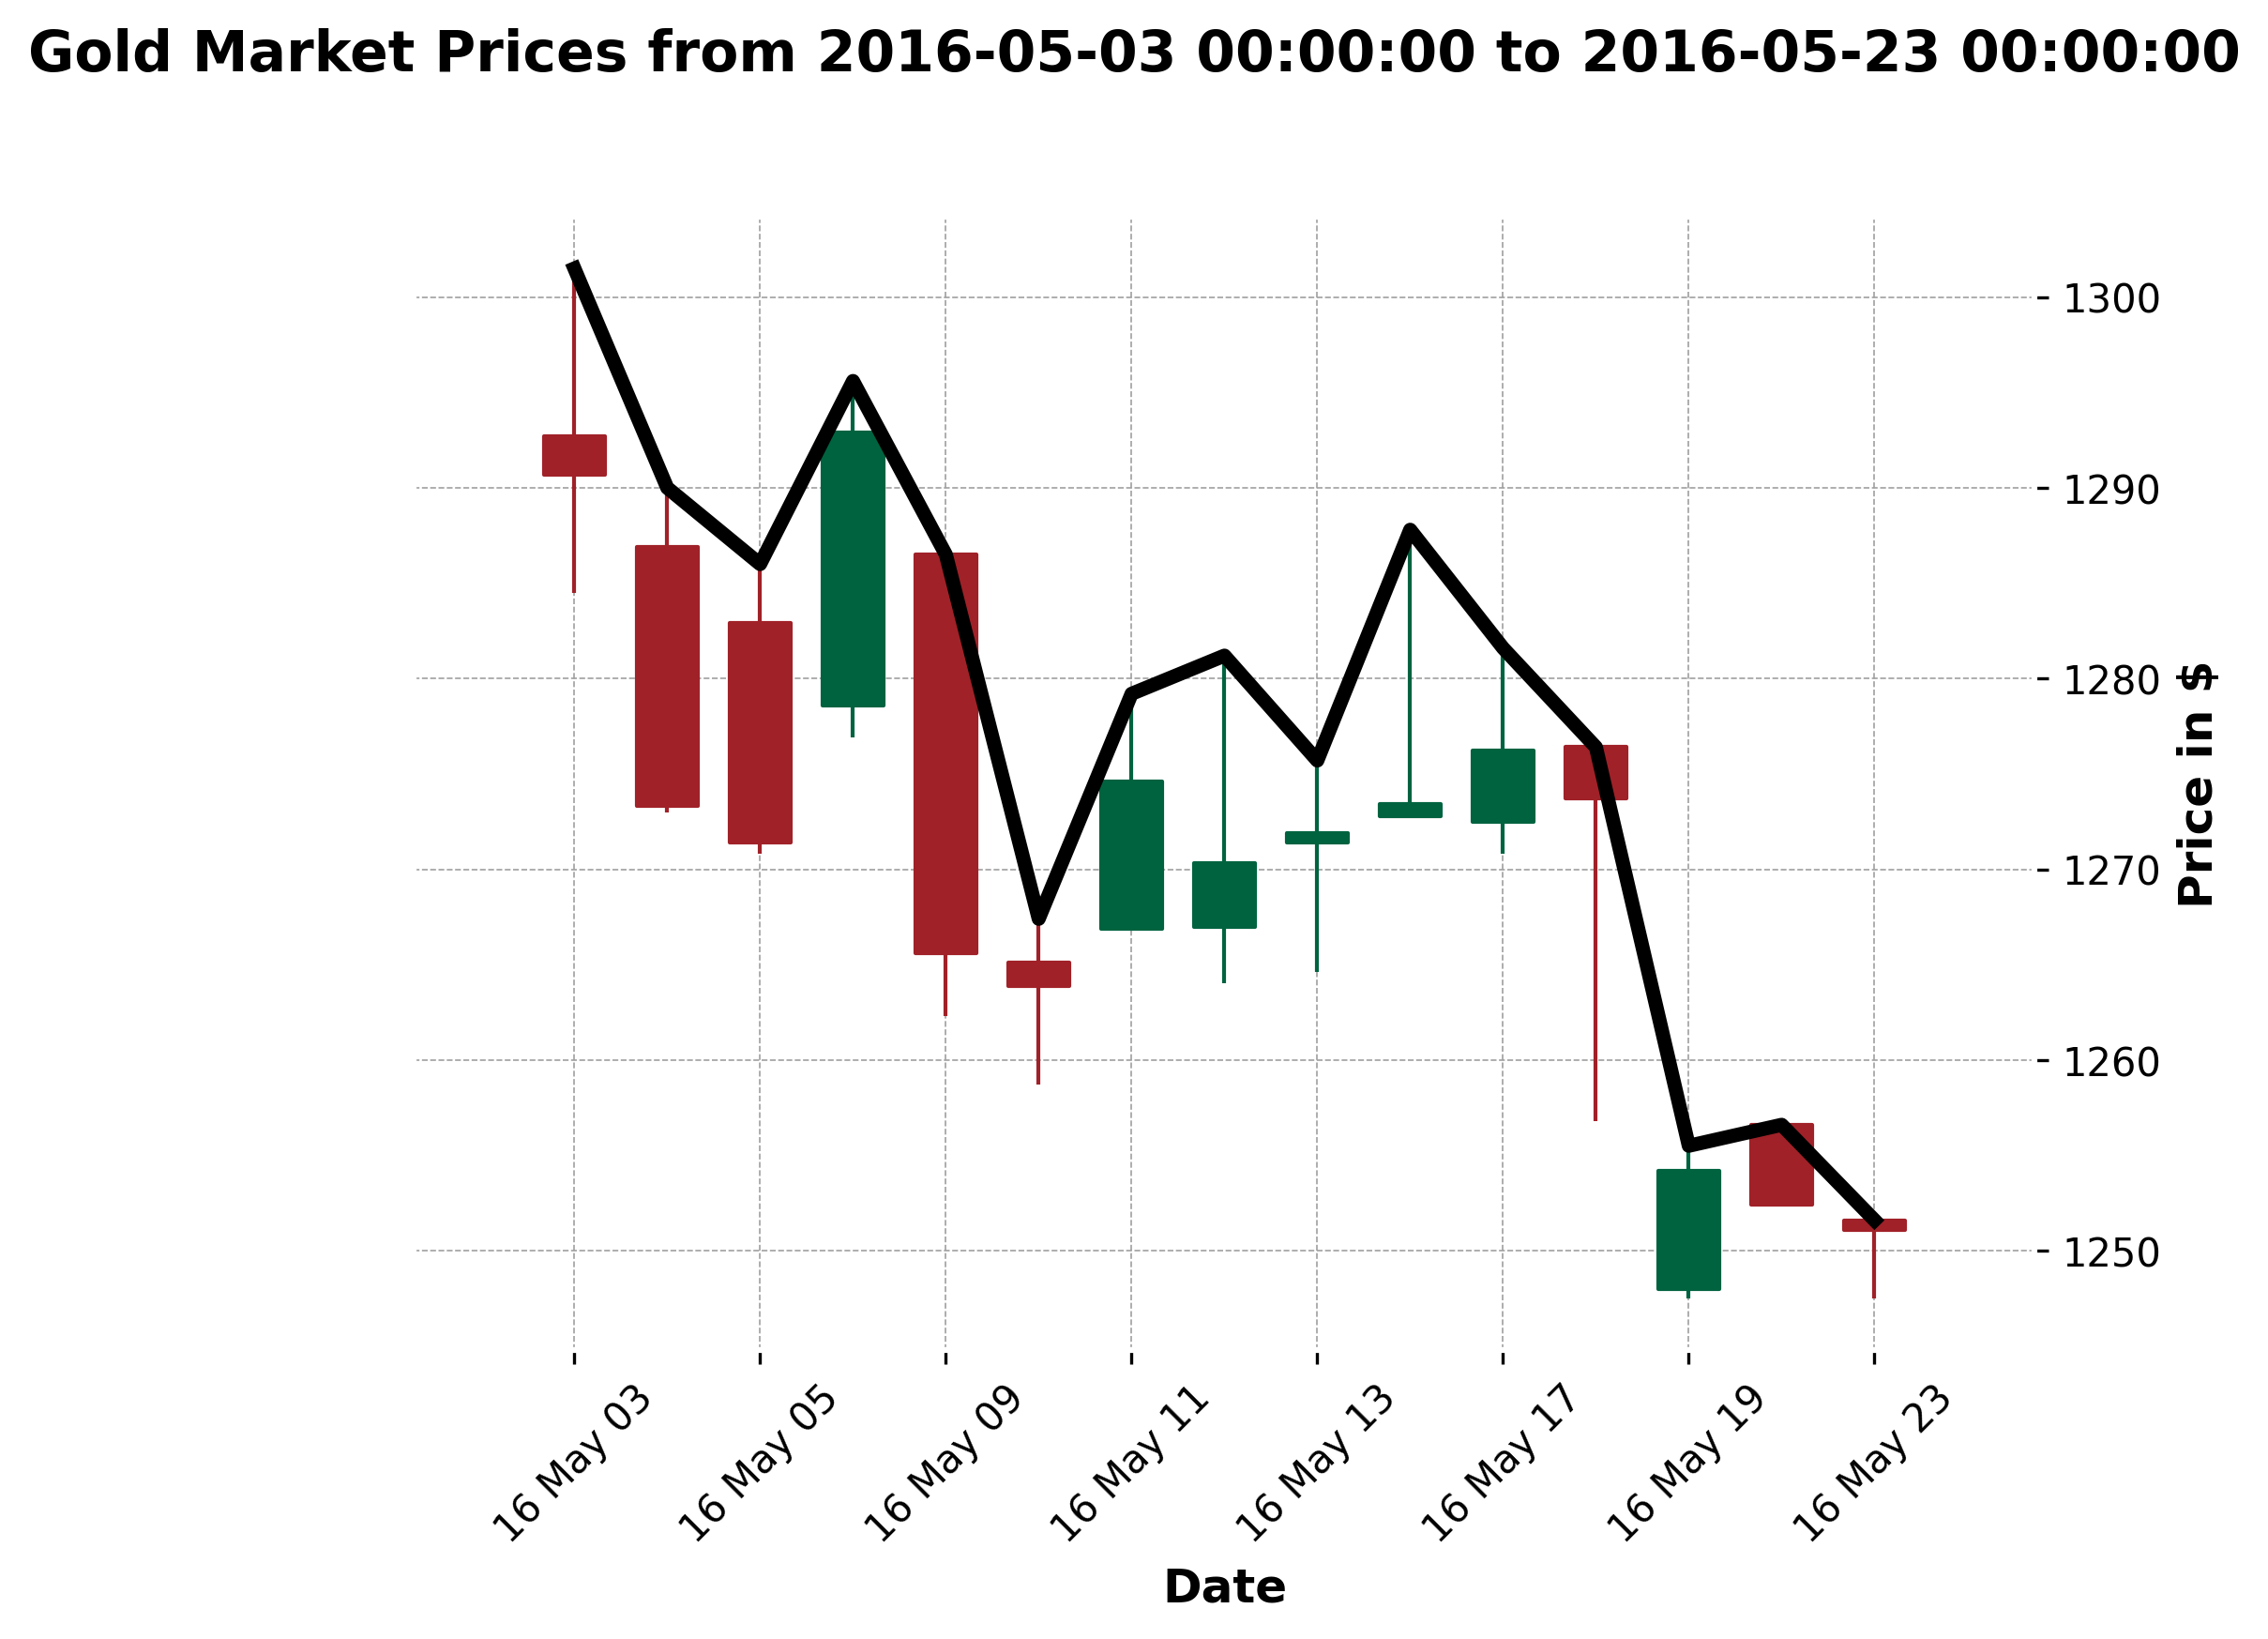 Gold Market Prices from 2016-05-03 00:00:00 to 2016-05-23 00:00:00
1300
1290
1280
1270
1260
1250
Price in $
16 May 03
16 May 05
16 May 09
16 May 11
16 May 13
16 May 17
16 May 19
16 May 23
Date